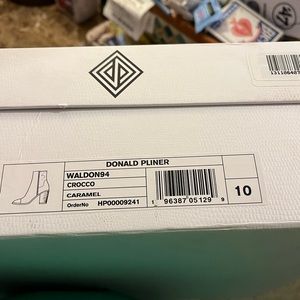 DONALD PLINER
WALDON94
CROCCO
CARAMEL
OrderNo HP00009241
1 96387 05129 9
10